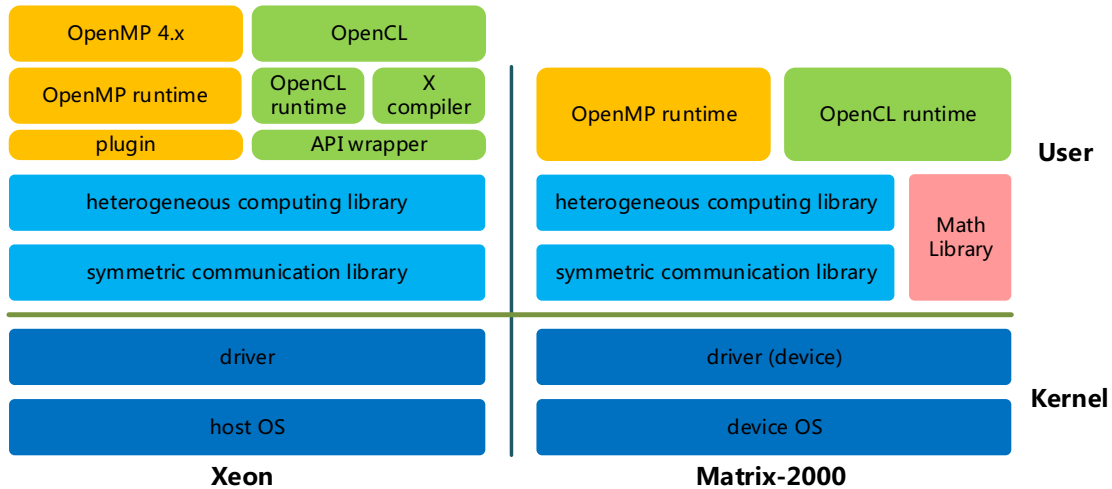 OpenMP 4.x
OpenCL
OpenMP runtime
OpenCL
runtime
X
compiler
plugin
API wrapper
heterogeneous computing library
symmetric communication library
driver
host OS
Xeon
OpenMP runtime
OpenCL runtime
heterogeneous computing library
symmetric communication library
Math
Library
driver (device)
device OS
Matrix-2000
User
Kernel